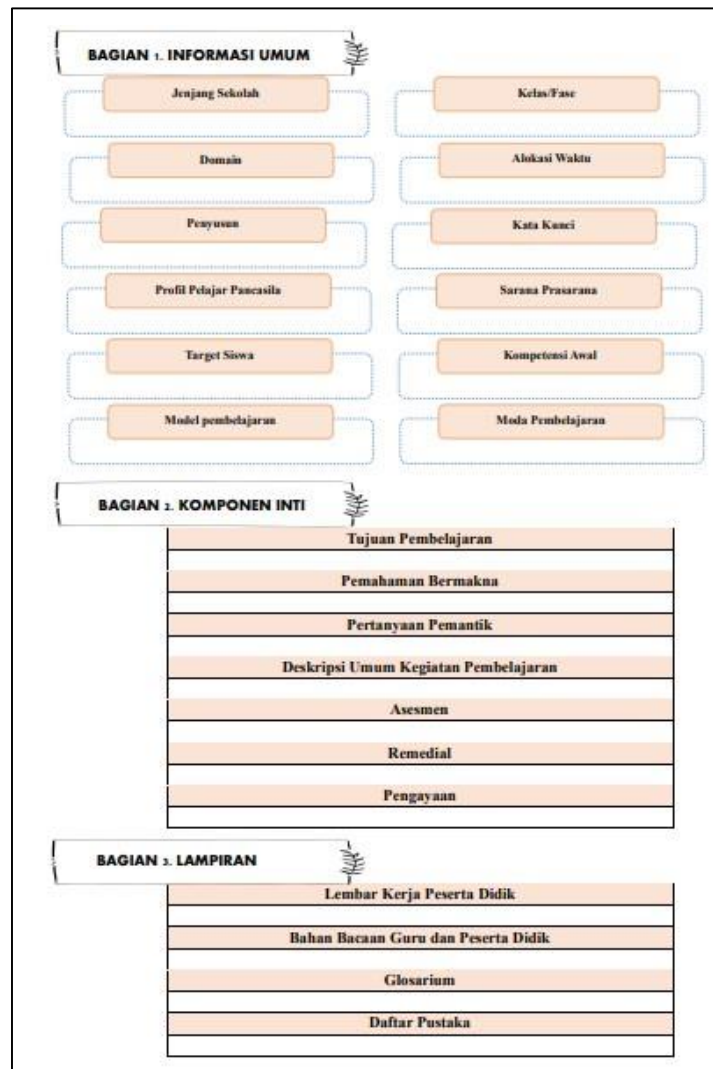 BAGIAN 1. INFORMASI UMUM
Jenjang Sekolah
Kelas/Fase
Domain
Alokasi Waktu
Penyusun
Kata Kunci
Profil Pelajar Pancasila
Sarana Prasarana
Target Siswa
Kompetensi Awal
Model pembelajaran
Moda Pembelajaran
BAGIAN 2. KOMPONEN INTI
Tujuan Pembelajaran
Pemahaman Bermakna
Pertanyaan Pemantik
Deskripsi Umum Kegiatan Pembelajaran
Asesmen
Remedial
Pengayaan
BAGIAN 3. LAMPIRAN
Lembar Kerja Peserta Didik
Bahan Bacaan Guru dan Peserta Didik
Glosarium
Daftar Pustaka